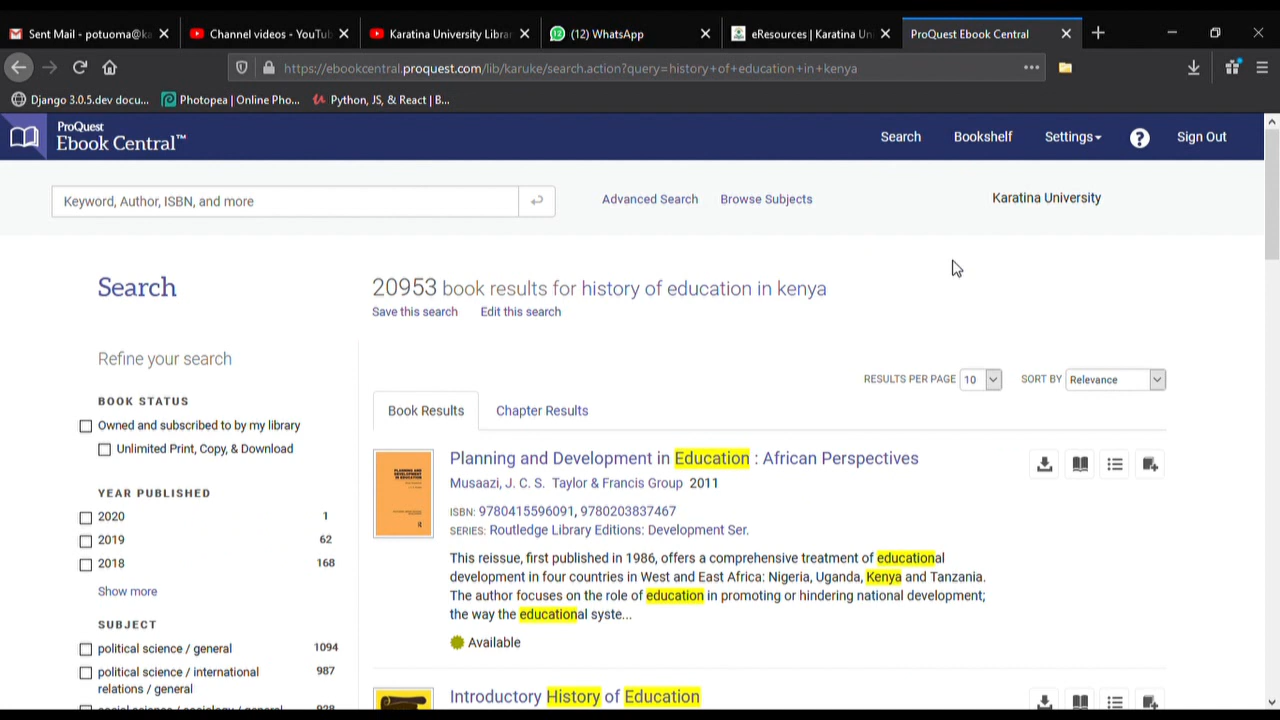 Sent Mail - potuoma@ka
Channel videos - YouTub
Karatina University Libra
(12) WhatsApp
eResources | Karatina Un
ProQuest Ebook Central
https://ebookcentral.proquest.com/lib/karuke/search.action?query=history+of+education+in+kenya
Django 3.0.5.dev docu...
Photopea | Online Pho...
Python, JS, & React | B...
ProQuest
Ebook Central™
Search
Bookshelf
Settings
?
Sign Out
Keyword, Author, ISBN, and more
Advanced Search
Browse Subjects
Karatina University
Search
20953 book results for history of education in kenya
Save this search
Edit this search
Refine your search
RESULTS PER PAGE 10
SORT BY Relevance
BOOK STATUS
Owned and subscribed to by my library
Unlimited Print, Copy, & Download
YEAR PUBLISHED
2020 1
2019 62
2018 168
Show more
SUBJECT
political science / general 1094
political science / international 987
relations / general
social science / sociology / general 928
Book Results
Chapter Results
Planning and Development in Education : African Perspectives
Musaazi, J. C. S. Taylor & Francis Group 2011
ISBN: 9780415596091, 9780203837467
SERIES: Routledge Library Editions: Development Ser.
This reissue, first published in 1986, offers a comprehensive treatment of educational
development in four countries in West and East Africa: Nigeria, Uganda, Kenya and Tanzania.
The author focuses on the role of education in promoting or hindering national development;
the way the educational syste...
Available
Introductory History of Education